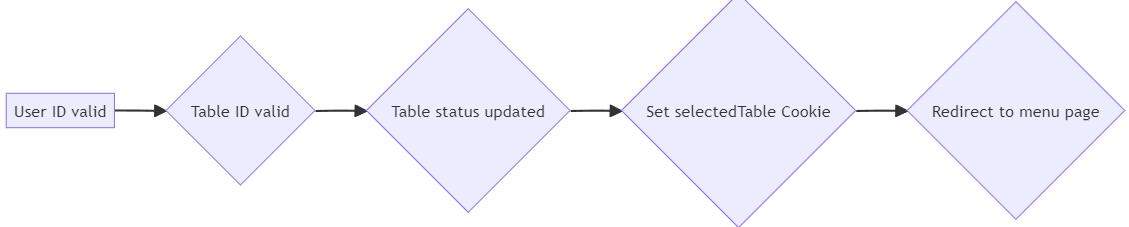 User ID valid
Table ID valid
Table status updated
Set selectedTable Cookie
Redirect to menu page